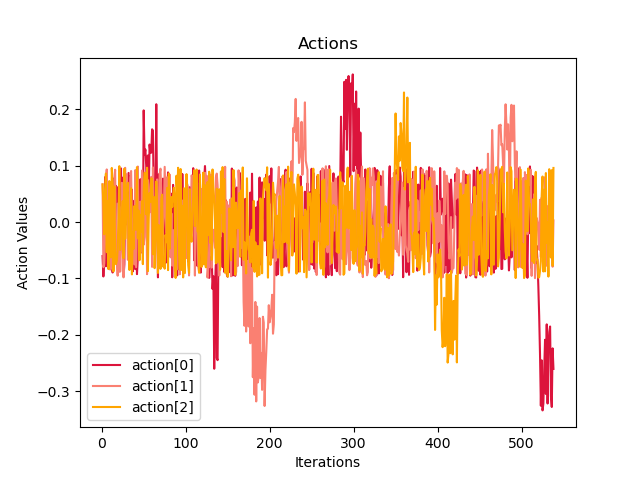 Actions
Action Values
0.2
0.1
0.0
−0.1
−0.2
−0.3
action[0]
action[1]
action[2]
0 100 200 300 400 500
Iterations